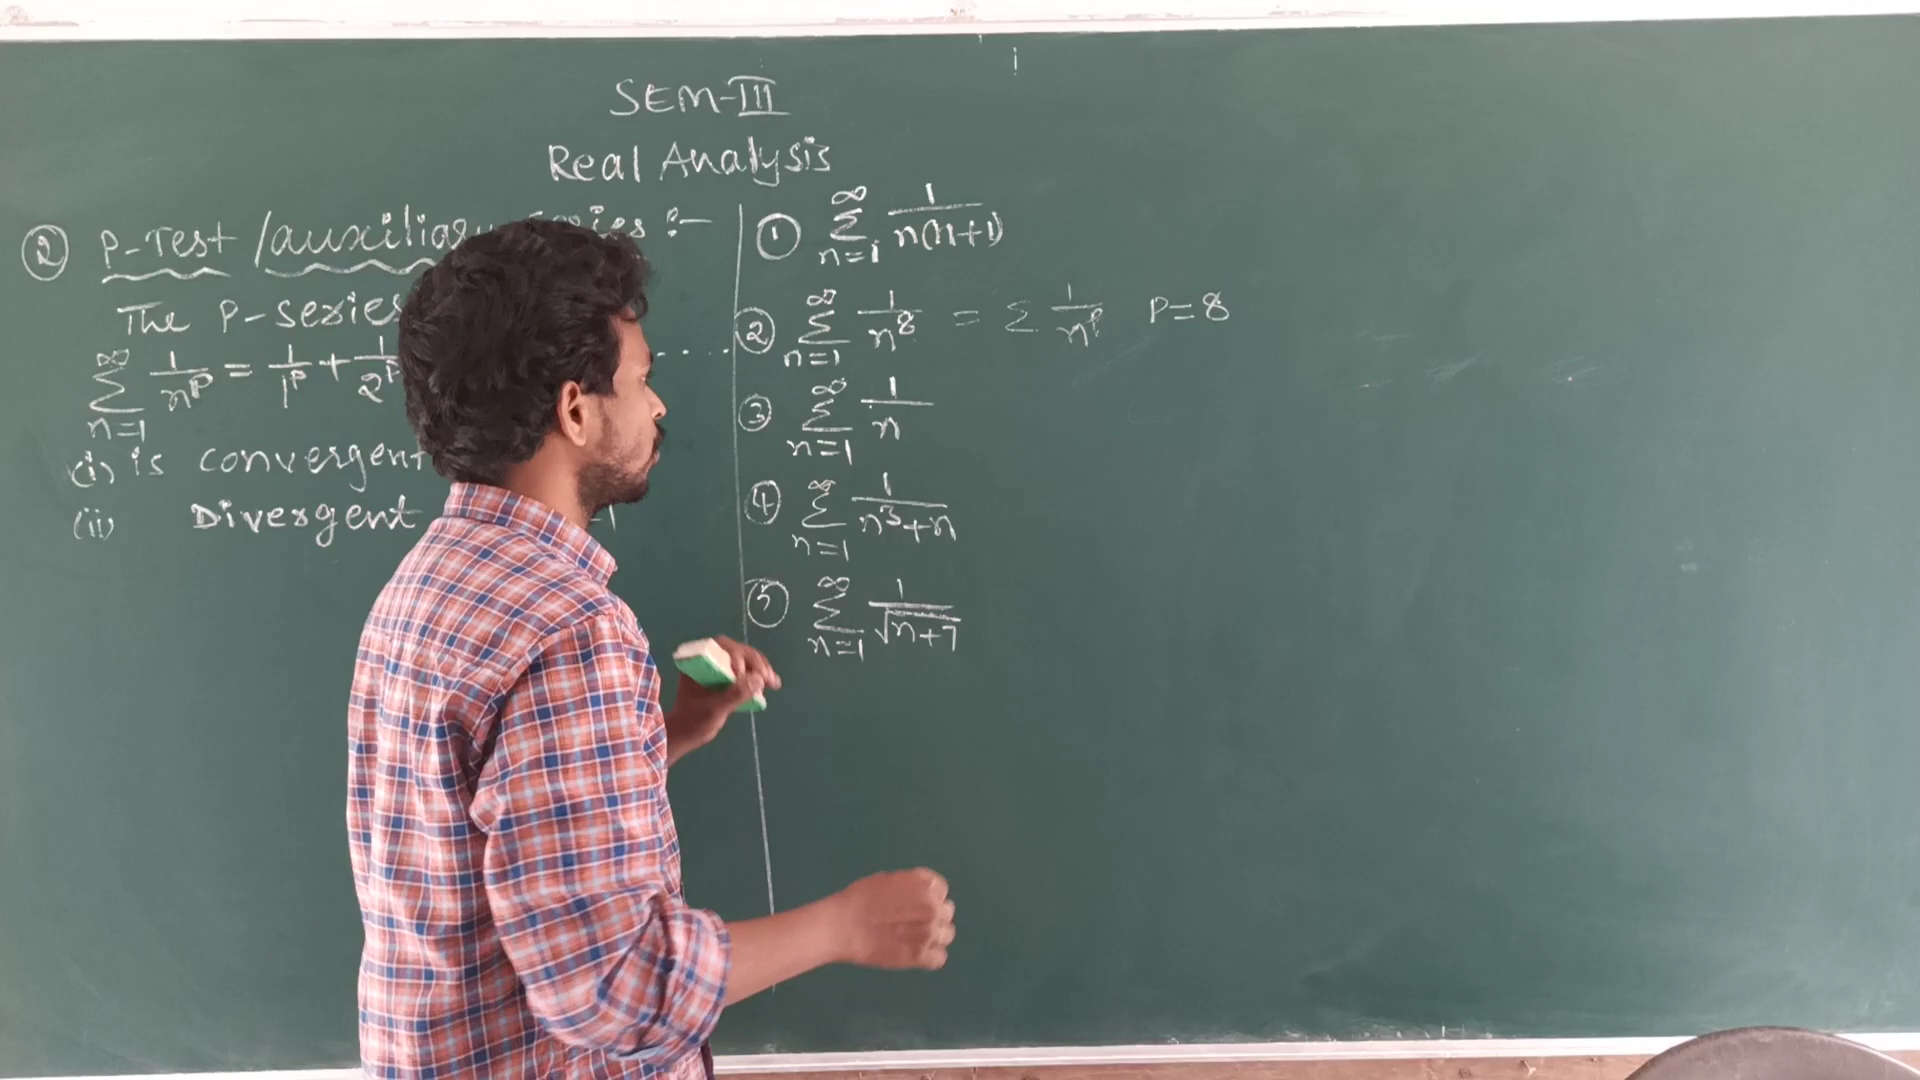 SEM-III
Real Analysis
② P-Test /auxiliary series :-
The P-series
∑_{n=1}^{∞} 1/n^p = 1/1^p + 1/2^p ....
(i) is convergent
(ii) Divergent
① ∑_{n=1}^{∞} 1/n(n+1)
② ∑_{n=1}^{∞} 1/n^8 = ∑ 1/n^p P=8
③ ∑_{n=1}^{∞} 1/n
④ ∑_{n=1}^{∞} 1/n^3+n
⑤ ∑_{n=1}^{∞} 1/√n+7